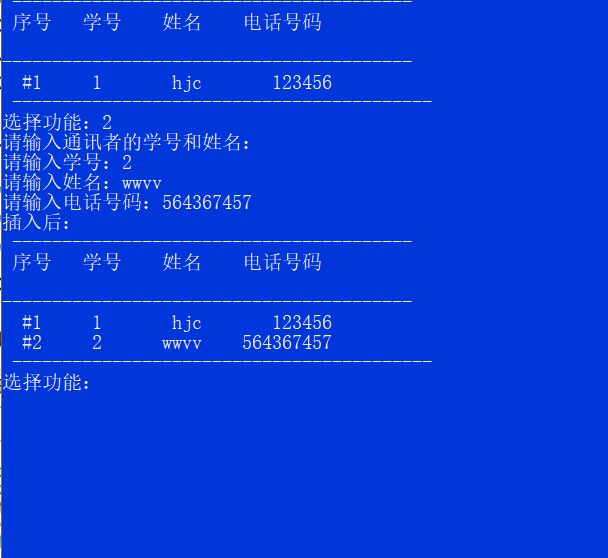 ----------------------------------------
序号 学号 姓名 电话号码
-----------------------------------------
#1 1 hjc 123456
------------------------------------------
选择功能：2
请输入通讯者的学号和姓名：
请输入学号：2
请输入姓名：wwvv
请输入电话号码：564367457
插入后：
----------------------------------------
序号 学号 姓名 电话号码
-----------------------------------------
#1 1 hjc 123456
#2 2 wwvv 564367457
------------------------------------------
选择功能：